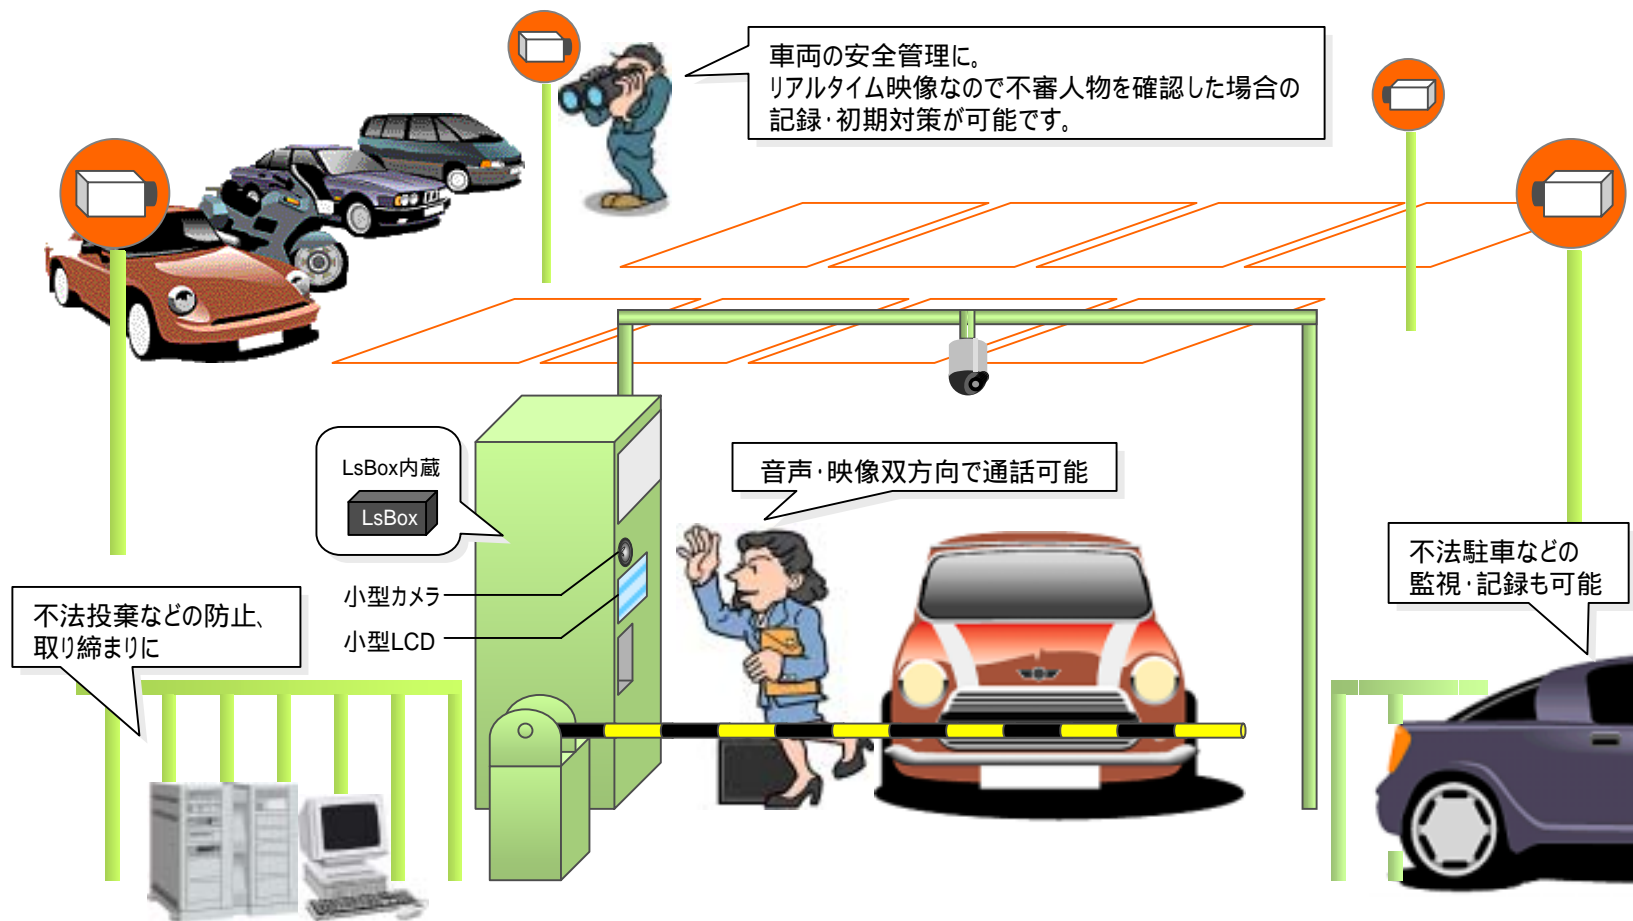 車両の安全管理に。
リアルタイム映像なので不審人物を確認した場合の
記録・初期対策が可能です。
LsBox内蔵
LsBox
音声・映像双方向で通話可能
小型カメラ
小型LCD
不法駐車などの
監視・記録も可能
不法投棄などの防止、
取り締まりに